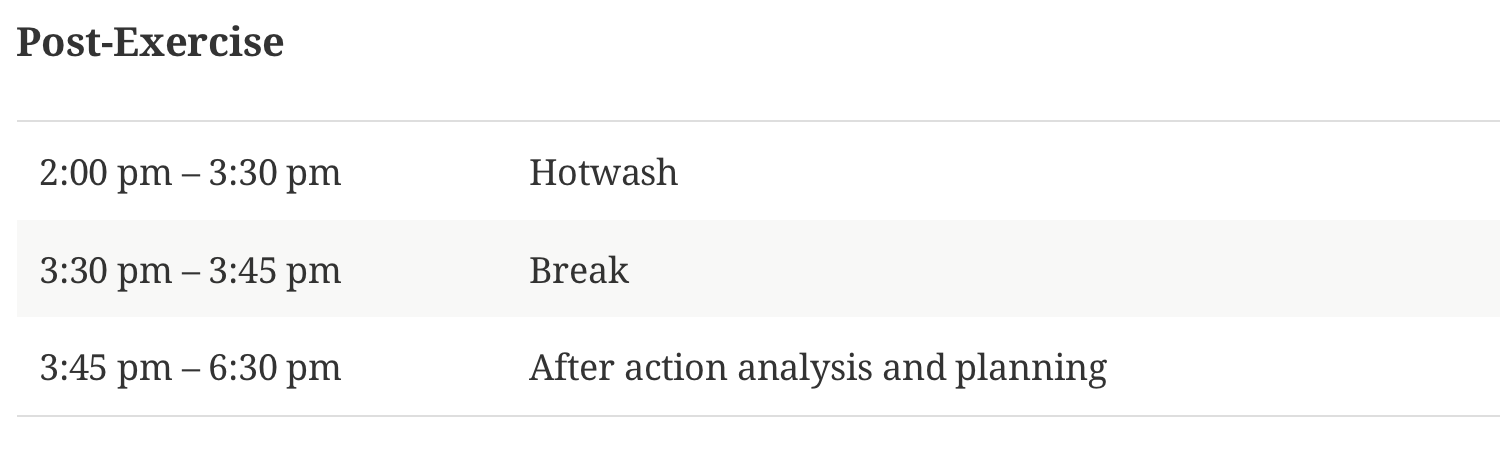 Post-Exercise
2:00 pm – 3:30 pm Hotwash
3:30 pm – 3:45 pm Break
3:45 pm – 6:30 pm After action analysis and planning